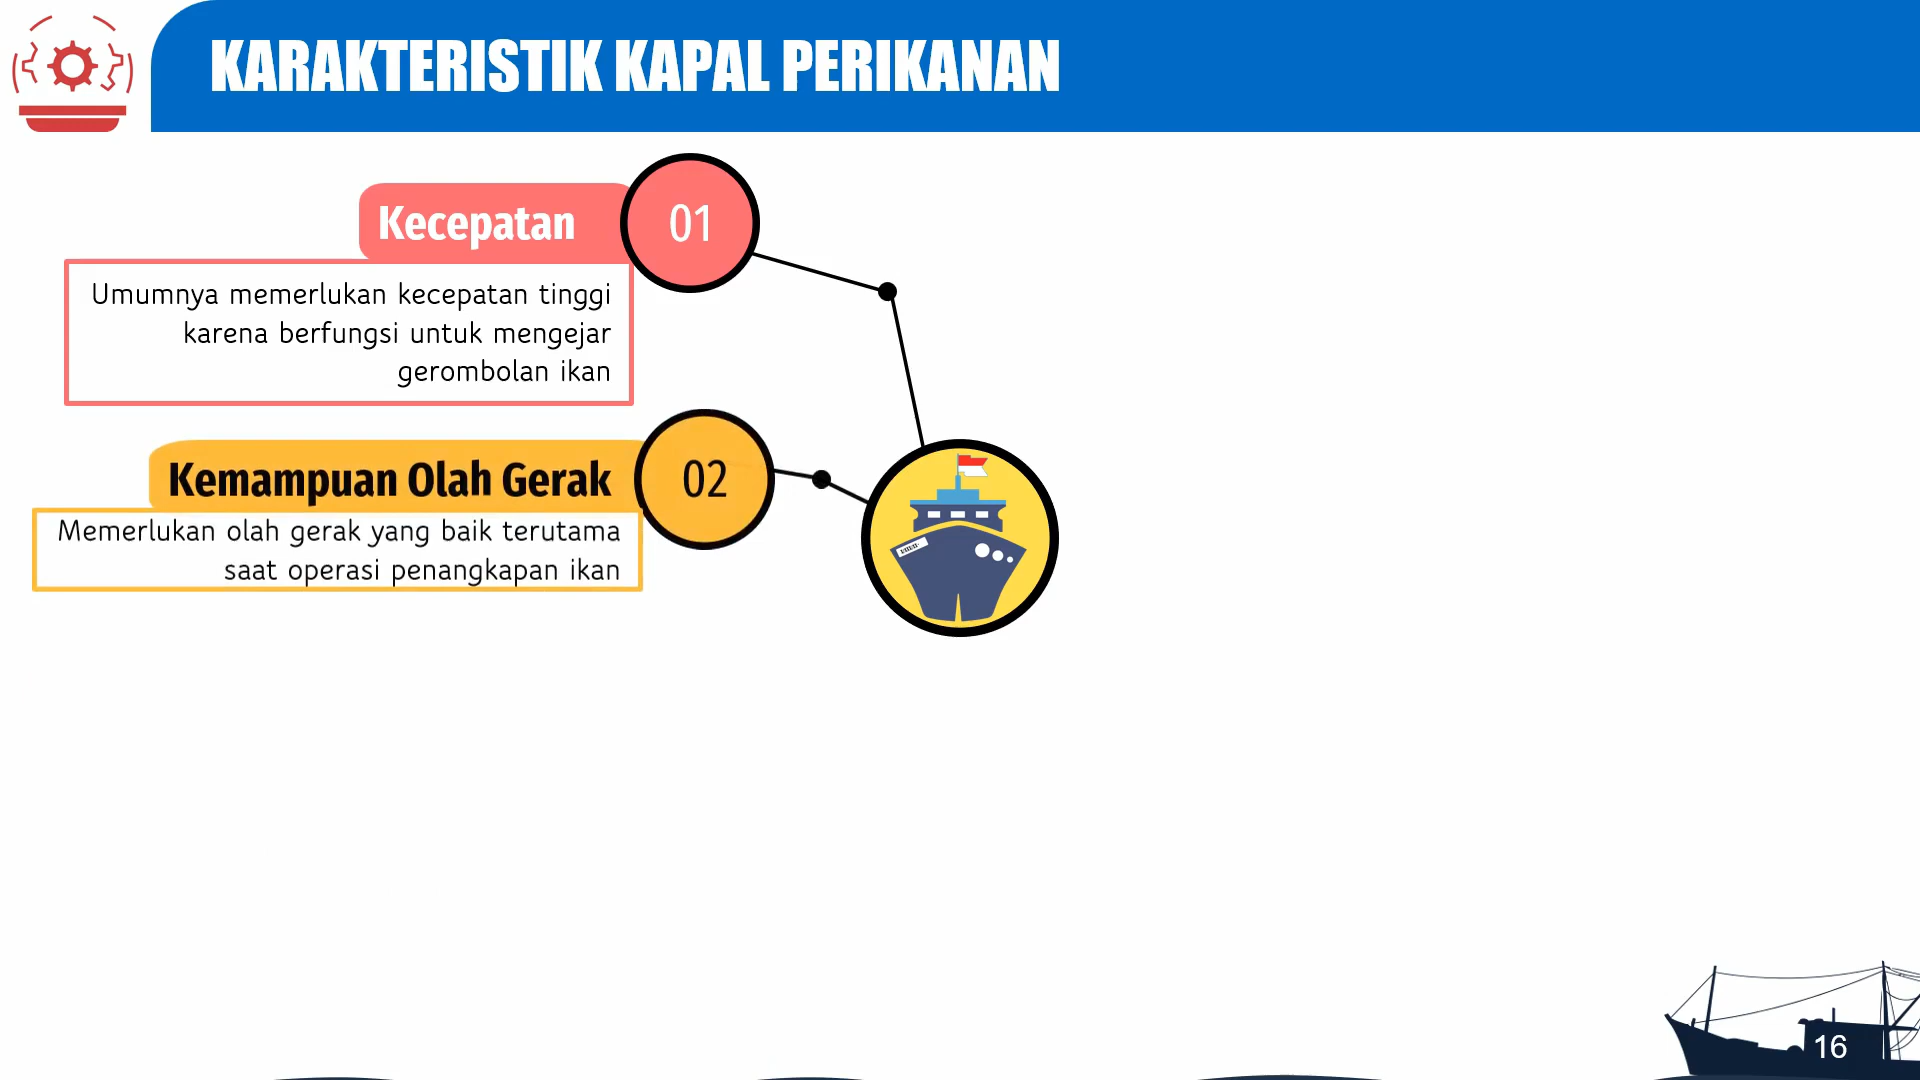 KARAKTERISTIK KAPAL PERIKANAN
Kecepatan
01
Umumnya memerlukan kecepatan tinggi
karena berfungsi untuk mengejar
gerombolan ikan
Kemampuan Olah Gerak
02
Memerlukan olah gerak yang baik terutama
saat operasi penangkapan ikan
16